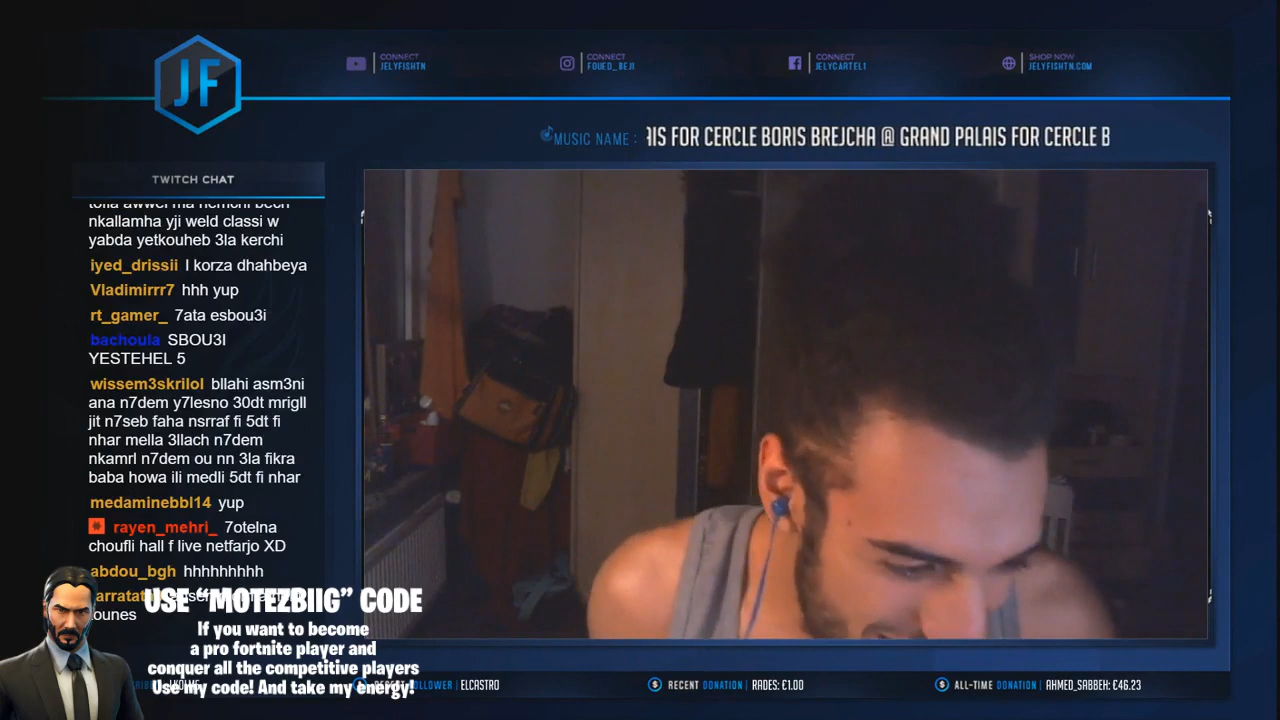 JF
CONNECT
JELYFISHTN
CONNECT
FOUED_BEJI
CONNECT
JELYCARTEL1
SHOP NOW
JELYFISHTN.COM
MUSIC NAME : IS FOR CERCLE BORIS BREJCHA @ GRAND PALAIS FOR CERCLE B
TWITCH CHAT
nkallamha yji weld classi w
yabda yetkouheb 3la kerchi
iyed_drissii l korza dhahbeya
Vladimirrr7 hhh yup
rt_gamer_ 7ata esbou3i
bachoula SBOU3I
YESTEHEL 5
wissem3skrilol bllahi asm3ni
ana n7dem y7lesno 30dt mrigll
jit n7seb faha nsrraf fi 5dt fi
nhar mella 3llach n7dem
nkamrl n7dem ou nn 3la fikra
baba howa ili medli 5dt fi nhar
medaminebbl14 yup
rayen_mehri_ 7otelna
choufli hall f live netfarjo XD
abdou_bgh hhhhhhhhh
ounes
USE "MOTEZBIIG" CODE
If you want to become
a pro fortnite player and
conquer all the competitive players
Use my code! And take my energy!
ELCASTRO
RECENT DONATION | RADES: €1.00
ALL-TIME DONATION | AHMED_SABBEH: €46.23